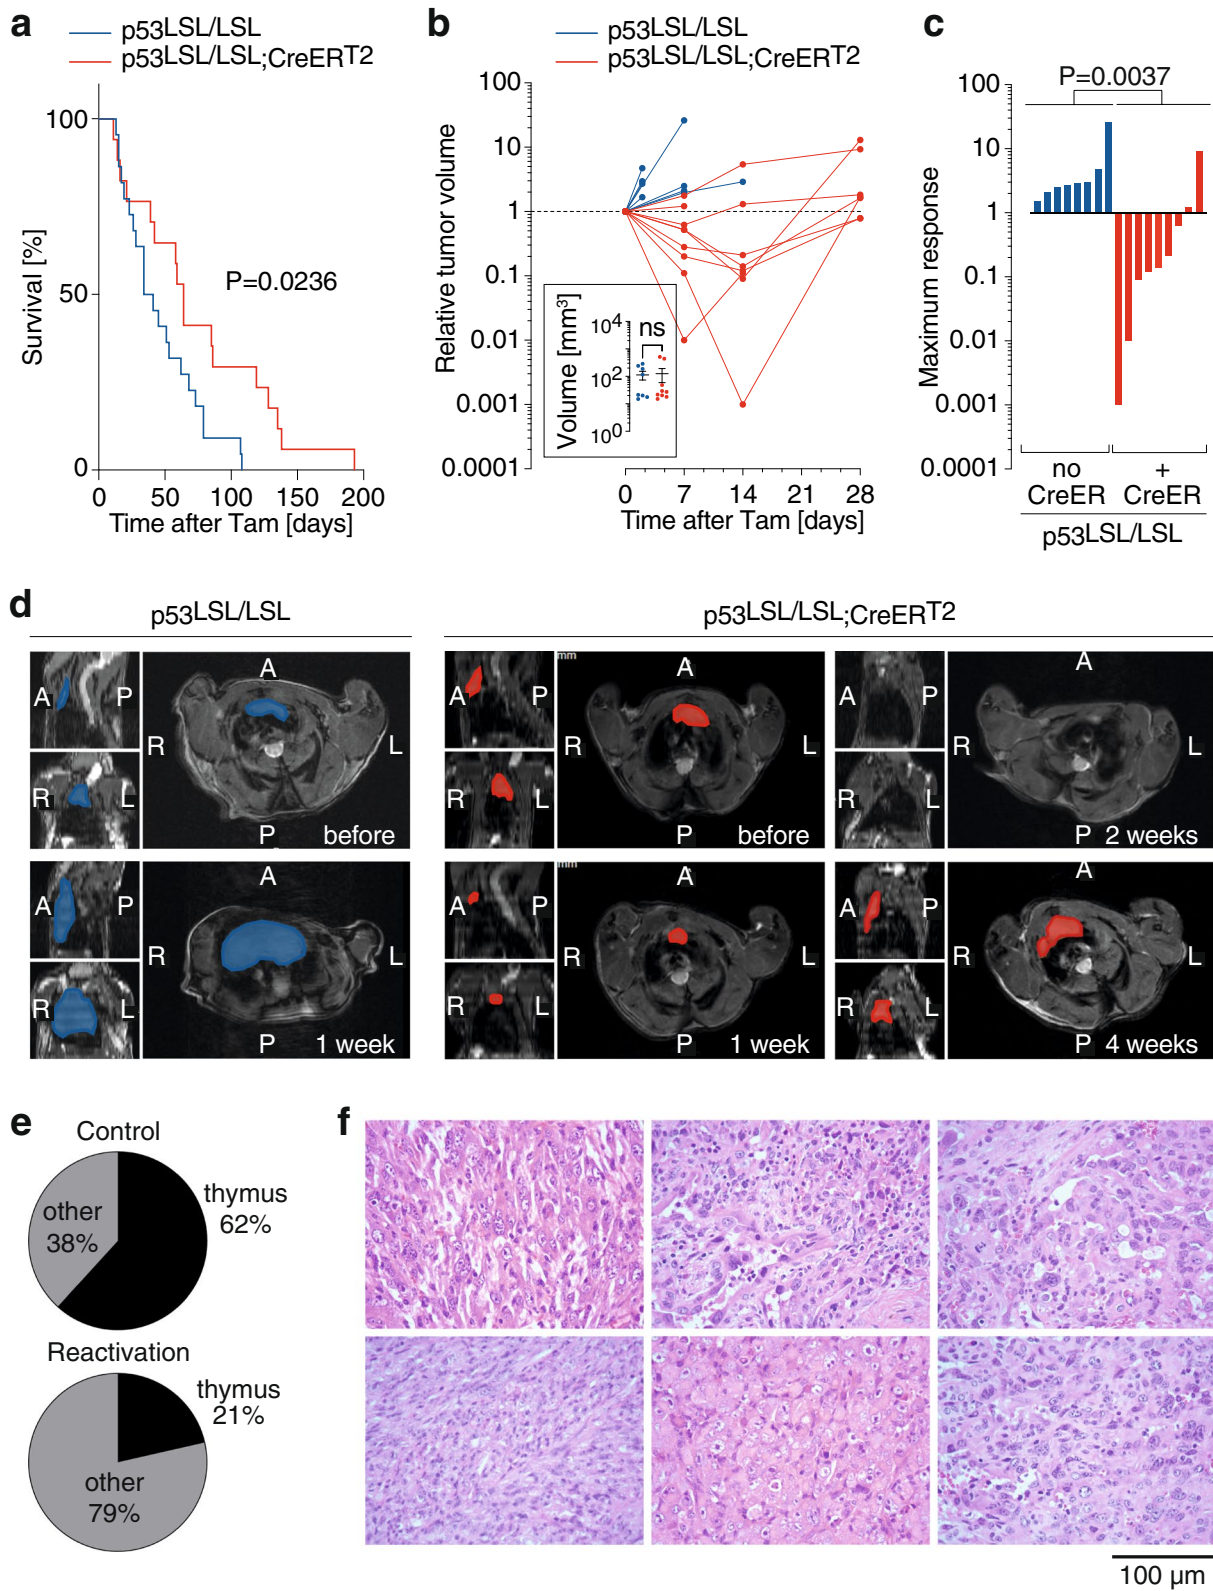 a
p53LSL/LSL
p53LSL/LSL;CreERT2
100
50
0
Survival [%]
P=0.0236
0 50 100 150 200
Time after Tam [days]
b
p53LSL/LSL
p53LSL/LSL;CreERT2
100
10
1
0.1
0.01
0.001
0.0001
Relative tumor volume
Volume [mm3]
104
102
100
ns
0 7 14 21 28
Time after Tam [days]
c
P=0.0037
100
10
1
0.1
0.01
0.001
0.0001
Maximum response
no CreER
+ CreER
p53LSL/LSL
d
p53LSL/LSL
p53LSL/LSL;CreERT2
A P
R L
A
R L
P before
A P
R L
A
R L
P 1 week
A P
R L
mm
A
R L
P before
A P
R L
mm
A
R L
P 1 week
A P
R L
A
R L
P 2 weeks
A P
R L
A
R L
P 4 weeks
e
Control
other
38%
thymus
62%
Reactivation
thymus
21%
other
79%
f
100 µm